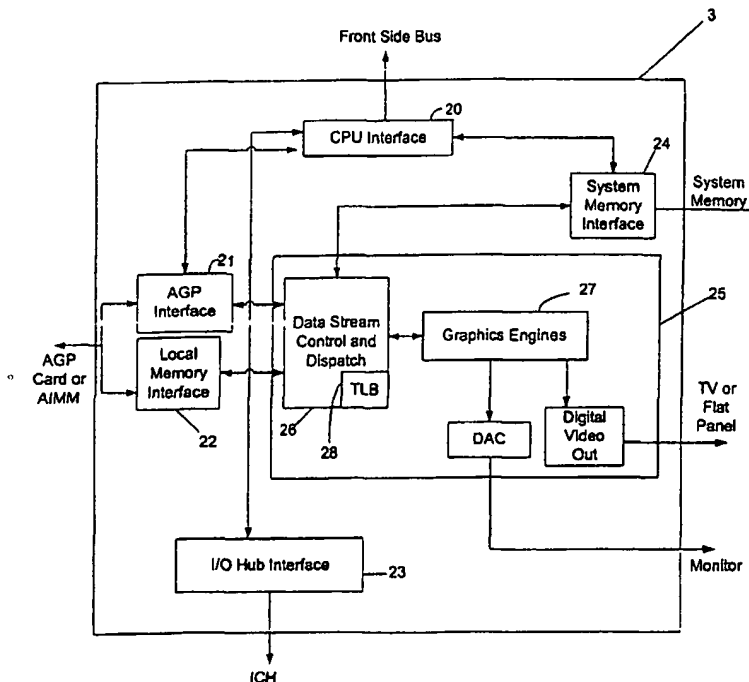 3
Front Side Bus
20
CPU Interface
24
System
Memory
Interface
System
Memory
21
AGP
Interface
27
25
Data Stream
Control and
Dispatch
Graphics Engines
AGP
Card or
AIMM
Local
Memory
Interface
TLB
22
26
28
DAC
Digital
Video
Out
TV or
Flat
Panel
I/O Hub Interface
23
Monitor
ICH